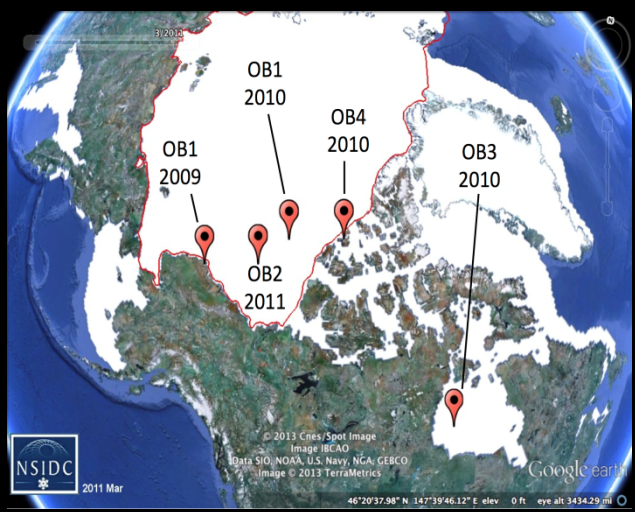 3/2011
N
OB1
2010
OB4
2010
OB1
2009
OB3
2010
OB2
2011
© 2013 Cnes/Spot Image
Image IBCAO
Data SIO, NOAA, U.S. Navy, NGA, GEBCO
Image © 2013 TerraMetrics
Google earth
NSIDC
2011 Mar
46°20'37.98" N 147°39'46.12" E elev 0 ft eye alt 3434.29 mi